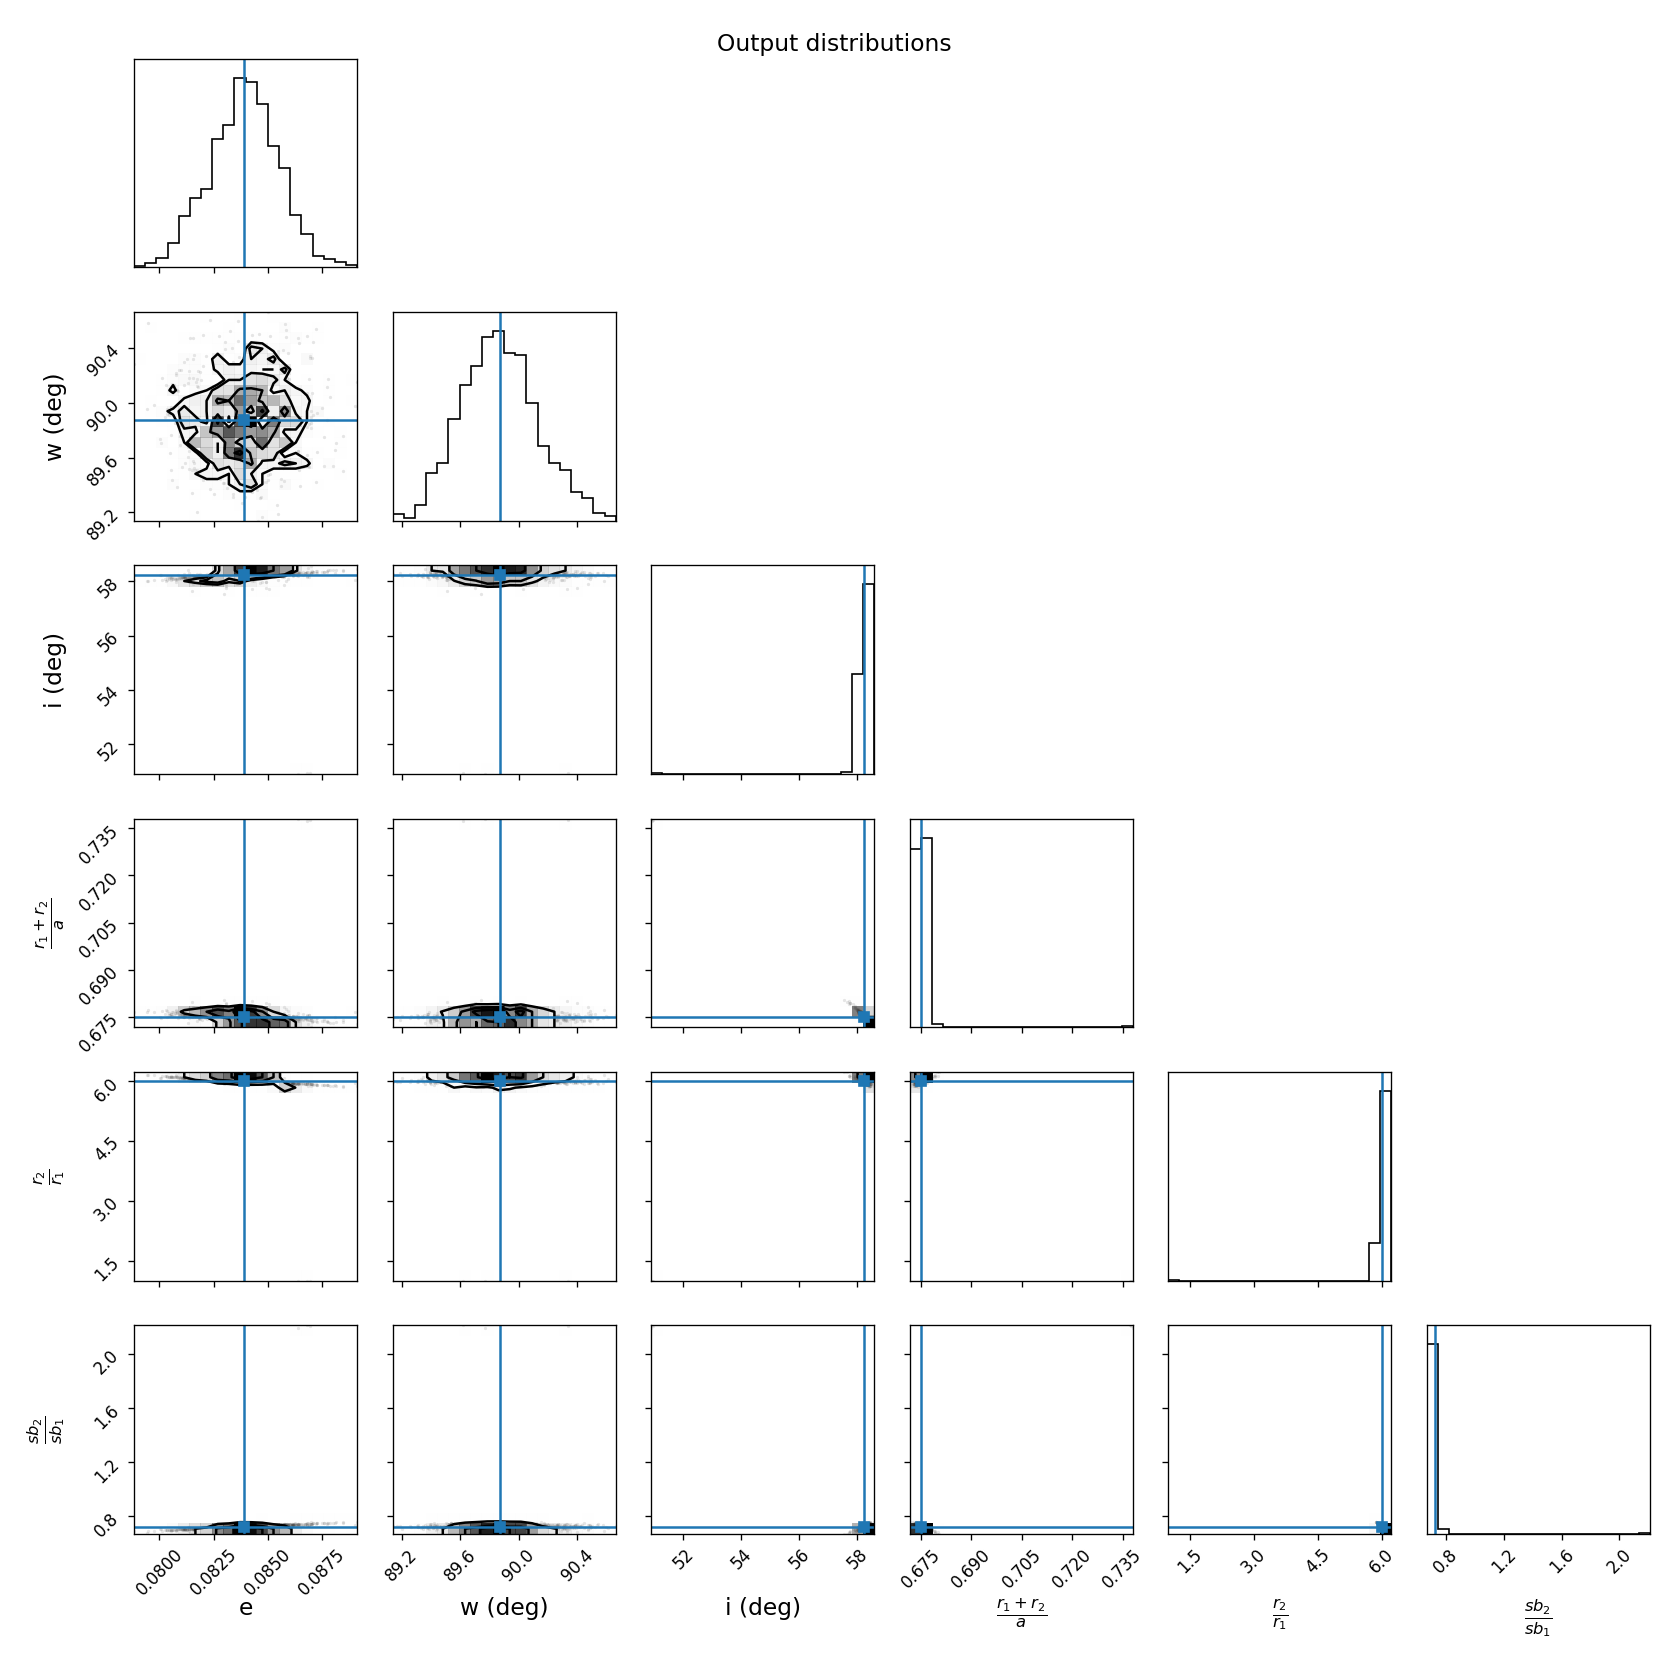 Output distributions
w (deg)
90.4
90.0
89.6
89.2
i (deg)
58
56
54
52
r₁ + r₂
a
0.735
0.720
0.705
0.690
0.675
r₂
r₁
6.0
4.5
3.0
1.5
sb₂
sb₁
2.0
1.6
1.2
0.8
0.0800 0.0825 0.0850 0.0875 89.2 89.6 90.0 90.4 52 54 56 58 0.675 0.690 0.705 0.720 0.735 1.5 3.0 4.5 6.0 0.8 1.2 1.6 2.0
e w (deg) i (deg) r₁ + r₂ r₂ sb₂
a r₁ sb₁